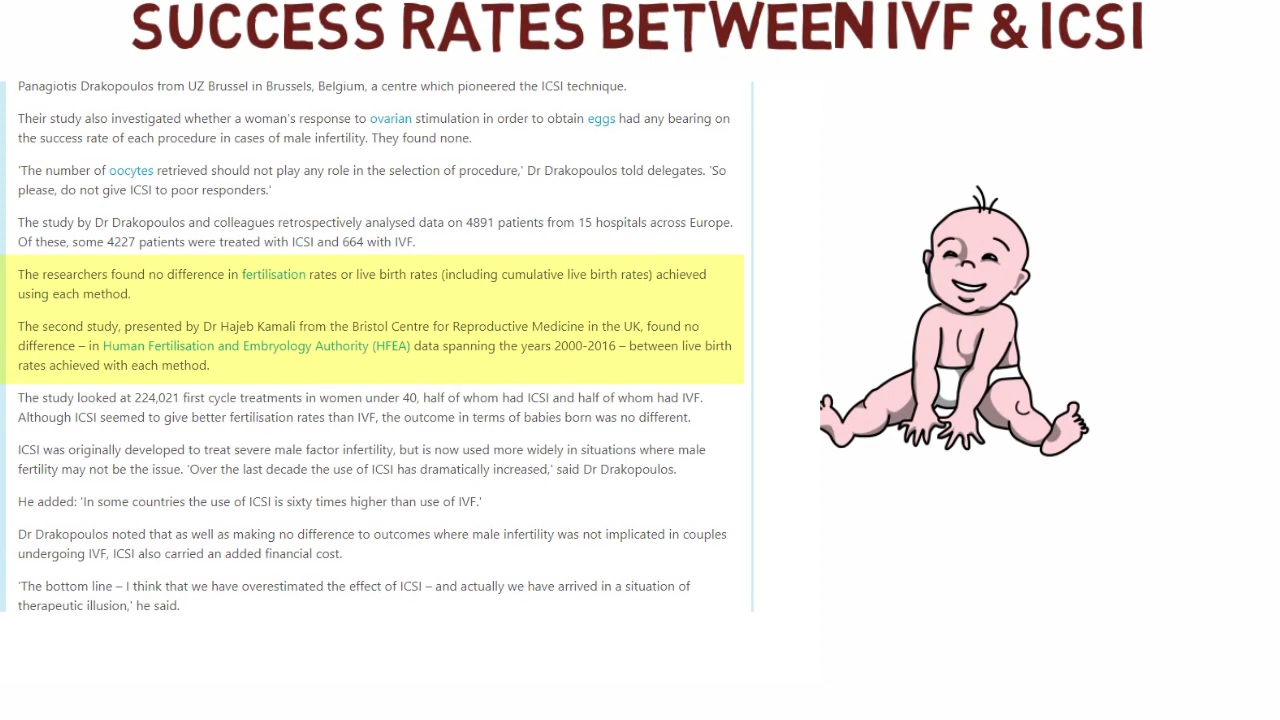 SUCCESS RATES BETWEEN IVF & ICSI
Panagiotis Drakopoulos from UZ Brussel in Brussels, Belgium, a centre which pioneered the ICSI technique.
Their study also investigated whether a woman's response to ovarian stimulation in order to obtain eggs had any bearing on
the success rate of each procedure in cases of male infertility. They found none.
'The number of oocytes retrieved should not play any role in the selection of procedure,' Dr Drakopoulos told delegates. 'So
please, do not give ICSI to poor responders.'
The study by Dr Drakopoulos and colleagues retrospectively analysed data on 4891 patients from 15 hospitals across Europe.
Of these, some 4227 patients were treated with ICSI and 664 with IVF.
The researchers found no difference in fertilisation rates or live birth rates (including cumulative live birth rates) achieved
using each method.
The second study, presented by Dr Hajeb Kamali from the Bristol Centre for Reproductive Medicine in the UK, found no
difference – in Human Fertilisation and Embryology Authority (HFEA) data spanning the years 2000-2016 – between live birth
rates achieved with each method.
The study looked at 224,021 first cycle treatments in women under 40, half of whom had ICSI and half of whom had IVF.
Although ICSI seemed to give better fertilisation rates than IVF, the outcome in terms of babies born was no different.
ICSI was originally developed to treat severe male factor infertility, but is now used more widely in situations where male
fertility may not be the issue. 'Over the last decade the use of ICSI has dramatically increased,' said Dr Drakopoulos.
He added: 'In some countries the use of ICSI is sixty times higher than use of IVF.'
Dr Drakopoulos noted that as well as making no difference to outcomes where male infertility was not implicated in couples
undergoing IVF, ICSI also carried an added financial cost.
'The bottom line – I think that we have overestimated the effect of ICSI – and actually we have arrived in a situation of
therapeutic illusion,' he said.